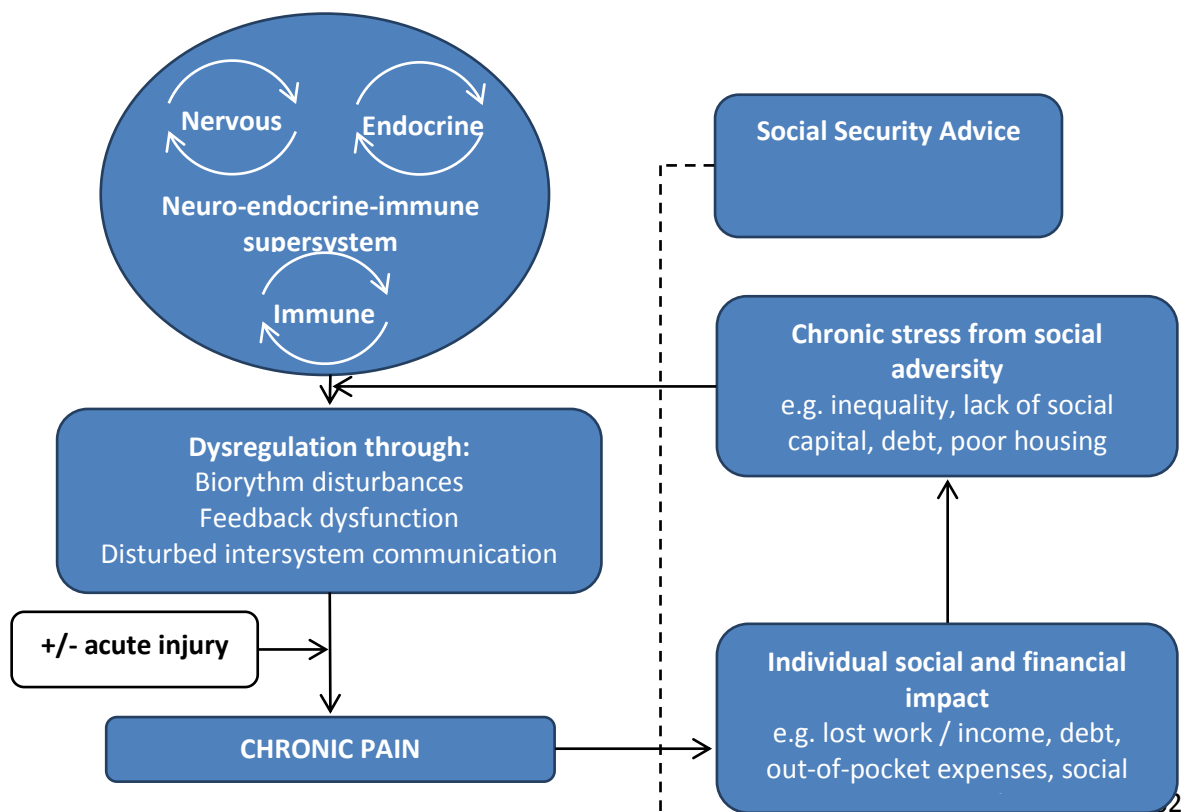 Nervous
Endocrine
Neuro-endocrine-immune
supersystem
Immune
Social Security Advice
Chronic stress from social
adversity
e.g. inequality, lack of social
capital, debt, poor housing
Dysregulation through:
Biorythm disturbances
Feedback dysfunction
Disturbed intersystem communication
+/- acute injury
CHRONIC PAIN
Individual social and financial
impact
e.g. lost work / income, debt,
out-of-pocket expenses, social
2